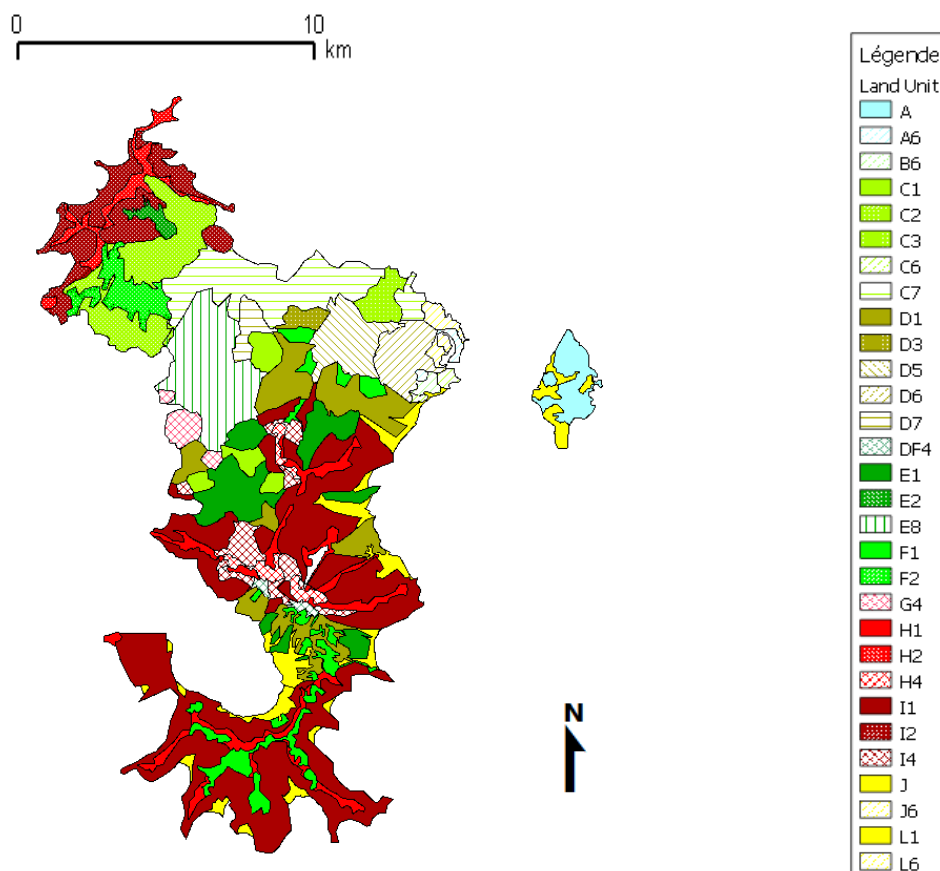 0 10
km
Légende
Land Unit
A
A6
B6
C1
C2
C3
C6
C7
D1
D3
D5
D6
D7
DF4
E1
E2
E8
F1
F2
G4
H1
H2
H4
I1
I2
I4
J
J6
L1
L6
N